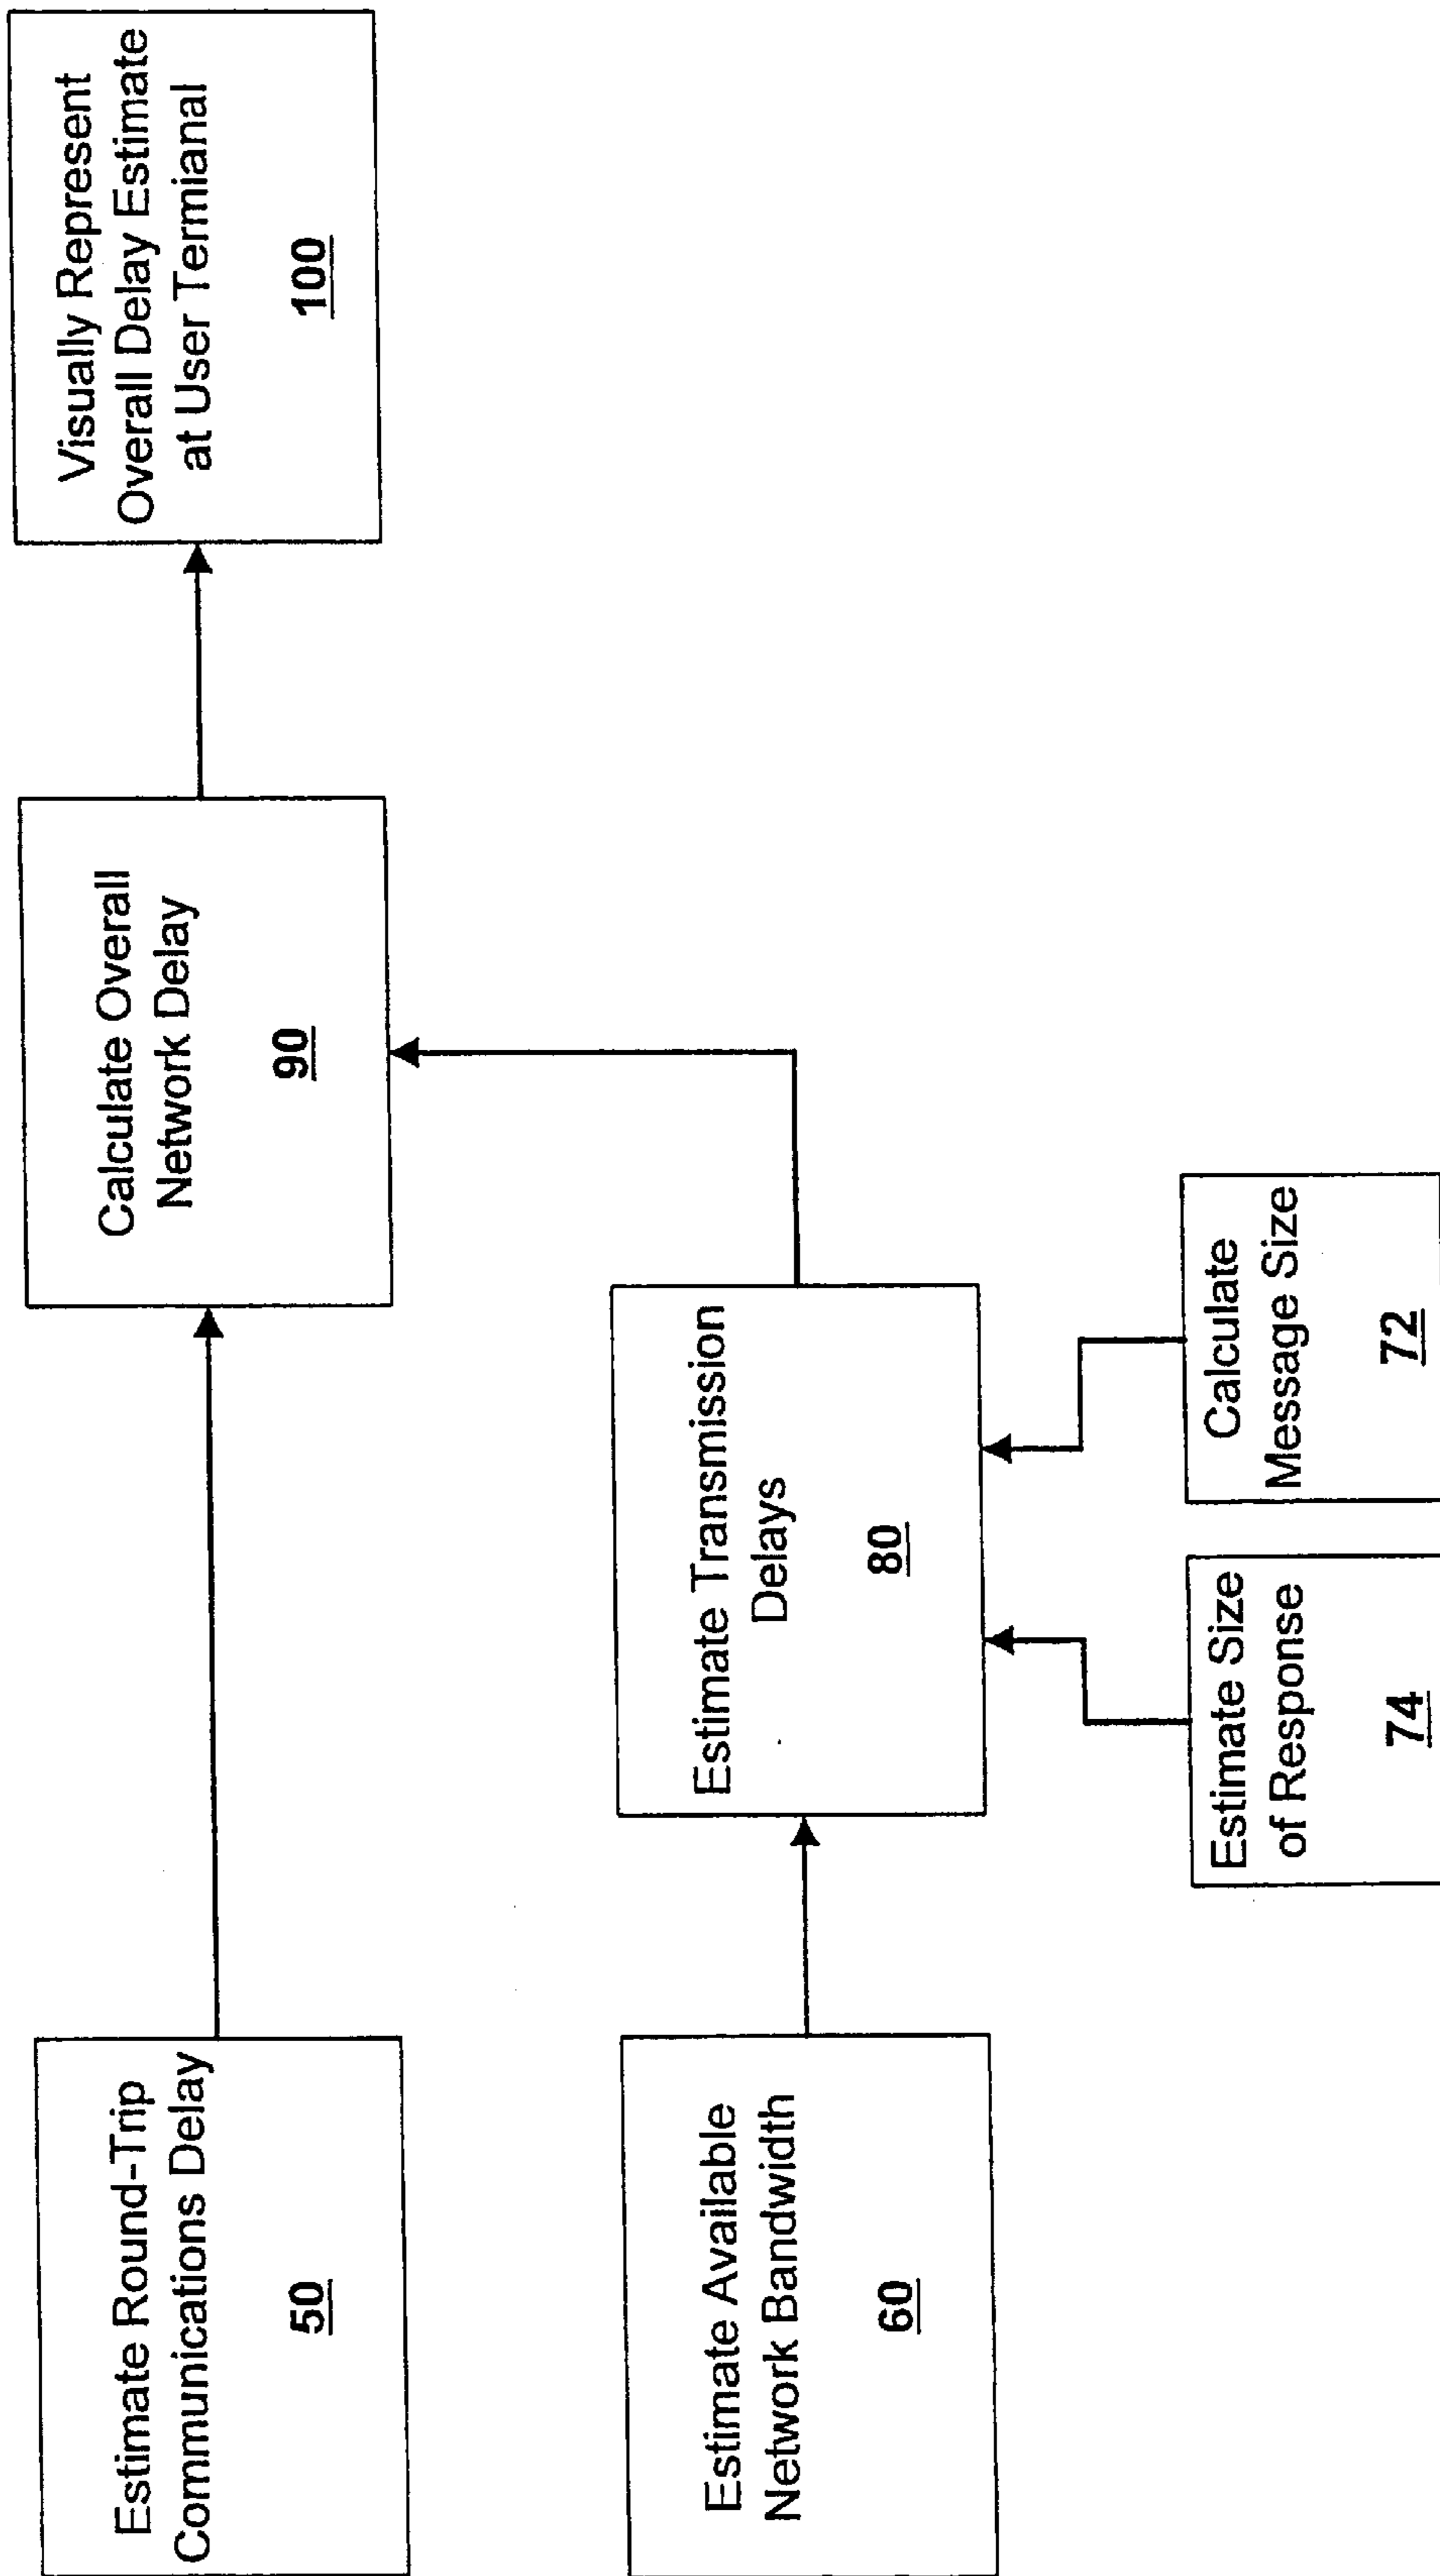 Estimate Round-Trip
Communications Delay
50
Calculate Overall
Network Delay
90
Visually Represent
Overall Delay Estimate
at User Termianal
100
Estimate Available
Network Bandwidth
60
Estimate Transmission
Delays
80
Estimate Size
of Response
74
Calculate
Message Size
72